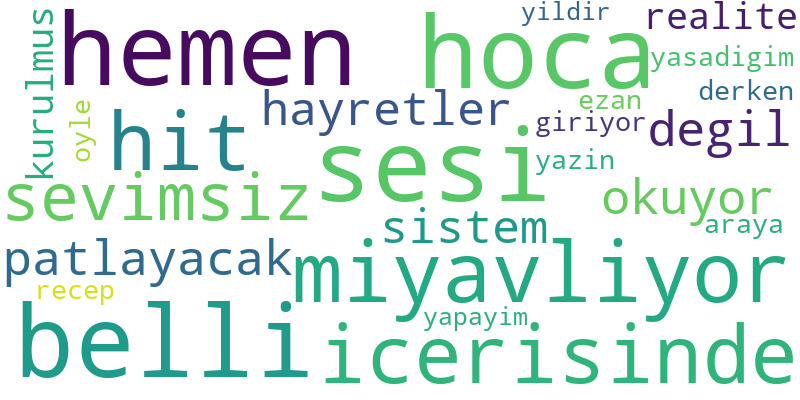 yildir
realite
hemen
hoca
kurulmus
yasadigim
derken
hayretler
ezan
oyle
hit
giriyor
degil
sesi
yazin
sevimsiz
okuyor
sistem
araya
patlayacak
miyavliyor
recep
belli
yapayim
icerisinde